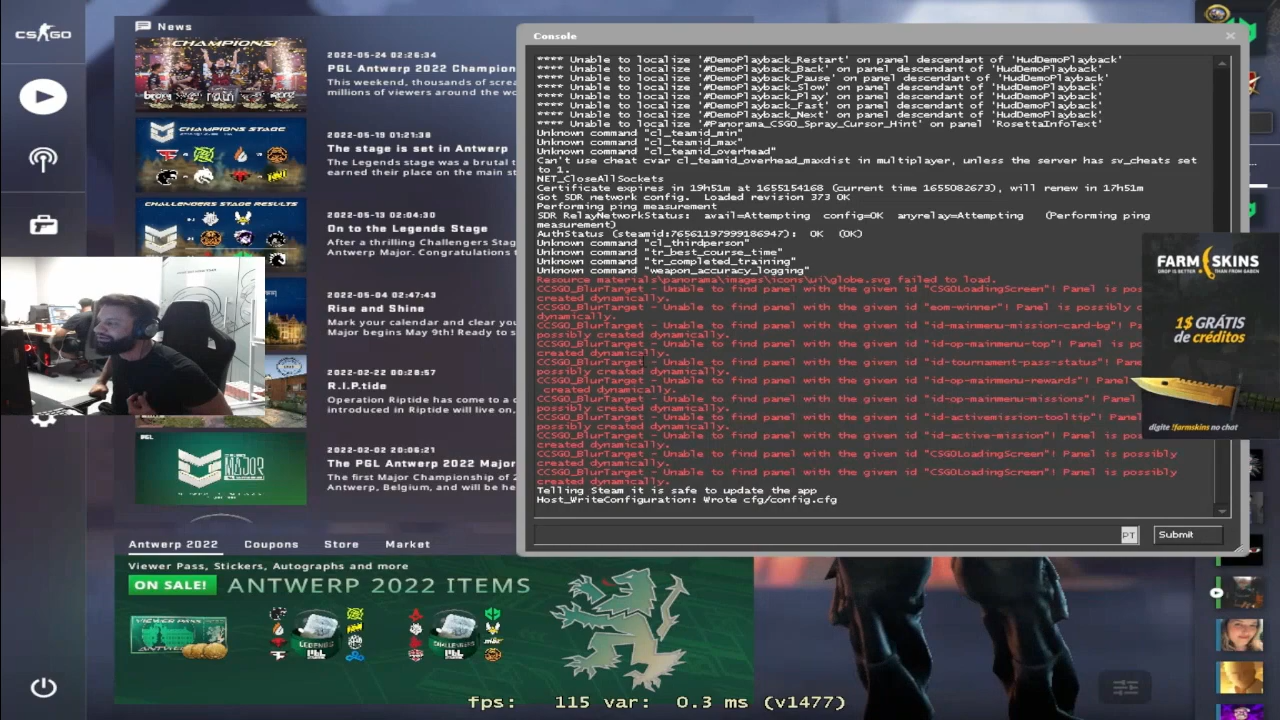 CS:GO
News
2022-05-24 02:26:34
PGL Antwerp 2022 Champion
This weekend, thousands of screa
millions of viewers around the wo
CHAMPIONS!
2022-05-19 01:21:38
The stage is set in Antwerp
The Legends stage was a brutal t
earned their place on the main st
CHAMPIONS STAGE
2022-05-13 02:04:30
On to the Legends Stage
After a thrilling Challengers Stag
Antwerp Major. Congratulations t
CHALLENGERS STAGE RESULTS
2022-05-04 02:47:43
Rise and Shine
Mark your calendar and clear you
Major begins May 9th! Ready to s
2022-02-22 00:28:57
R.I.P.tide
Operation Riptide has come to a c
introduced in Riptide will live on,
2022-02-02 20:06:21
The PGL Antwerp 2022 Major
The first Major Championship of 2
Antwerp, Belgium, and will be he
PGL
MAJOR
Console
**** Unable to localize '#DemoPlayback_Restart' on panel descendant of 'HudDemoPlayback'
**** Unable to localize '#DemoPlayback_Back' on panel descendant of 'HudDemoPlayback'
**** Unable to localize '#DemoPlayback_Pause' on panel descendant of 'HudDemoPlayback'
**** Unable to localize '#DemoPlayback_Slow' on panel descendant of 'HudDemoPlayback'
**** Unable to localize '#DemoPlayback_Play' on panel descendant of 'HudDemoPlayback'
**** Unable to localize '#DemoPlayback_Fast' on panel descendant of 'HudDemoPlayback'
**** Unable to localize '#DemoPlayback_Next' on panel descendant of 'HudDemoPlayback'
**** Unable to localize '#Panorama_CSGO_Spray_Cursor_Hint' on panel 'RosettaInfoText'
Unknown command "cl_teamid_min"
Unknown command "cl_teamid_max"
Unknown command "cl_teamid_overhead"
Can't use cheat cvar cl_teamid_overhead_maxdist in multiplayer, unless the server has sv_cheats set
to 1.
NET_CloseAllSockets
Certificate expires in 19h51m at 1655154168 (current time 1655082673), will renew in 17h51m
Got SDR network config.  Loaded revision 373 OK
Performing ping measurement
SDR RelayNetworkStatus:  avail=Attempting  config=OK  anyrelay=Attempting   (Performing ping
measurement)
AuthStatus (steamid:76561197999186947):  OK  (OK)
Unknown command "cl_thirdperson"
Unknown command "tr_best_course_time"
Unknown command "tr_completed_training"
Unknown command "weapon_accuracy_logging"
Resource materials\panorama\images\icons\ui\globe.svg failed to load.
CCSGO_BlurTarget - Unable to find panel with the given id "CSGOLoadingScreen"! Panel is pos
created dynamically.
CCSGO_BlurTarget - Unable to find panel with the given id "eom-winner"! Panel is possibly c
dynamically.
CCSGO_BlurTarget - Unable to find panel with the given id "id-mainmenu-mission-card-bg"! Pa
possibly created dynamically.
CCSGO_BlurTarget - Unable to find panel with the given id "id-op-mainmenu-top"! Panel is po
created dynamically.
CCSGO_BlurTarget - Unable to find panel with the given id "id-tournament-pass-status"! Pane
possibly created dynamically.
CCSGO_BlurTarget - Unable to find panel with the given id "id-op-mainmenu-rewards"! Panel
created dynamically.
CCSGO_BlurTarget - Unable to find panel with the given id "id-op-mainmenu-missions"! Panel
possibly created dynamically.
CCSGO_BlurTarget - Unable to find panel with the given id "id-activemission-tooltip"! Panel
possibly created dynamically.
CCSGO_BlurTarget - Unable to find panel with the given id "id-active-mission"! Panel is pos
created dynamically.
CCSGO_BlurTarget - Unable to find panel with the given id "CSGOLoadingScreen"! Panel is possibly
created dynamically.
CCSGO_BlurTarget - Unable to find panel with the given id "CSGOLoadingScreen"! Panel is possibly
created dynamically.
Telling Steam it is safe to update the app
Host_WriteConfiguration: Wrote cfg/config.cfg
PT
Submit
FARM SKINS
DROP IS BETTER THAN FROM GABEN
1$ GRÁTIS
de créditos
digite !farmskins no chat
Antwerp 2022
Coupons
Store
Market
Viewer Pass, Stickers, Autographs and more
ON SALE!
ANTWERP 2022 ITEMS
VIEWER PASS
LEGENDS
CHALLENGERS
fps:   115 var:  0.3 ms (v1477)